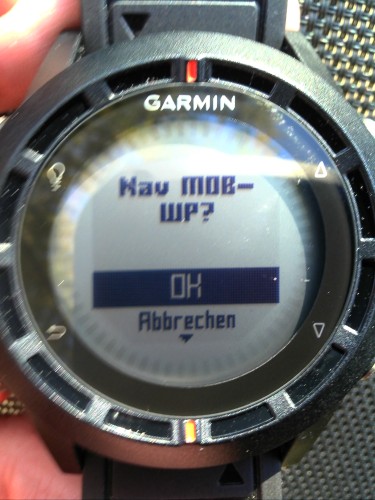 GARMIN
Nav MOB-
WP?
OK
Abbrechen